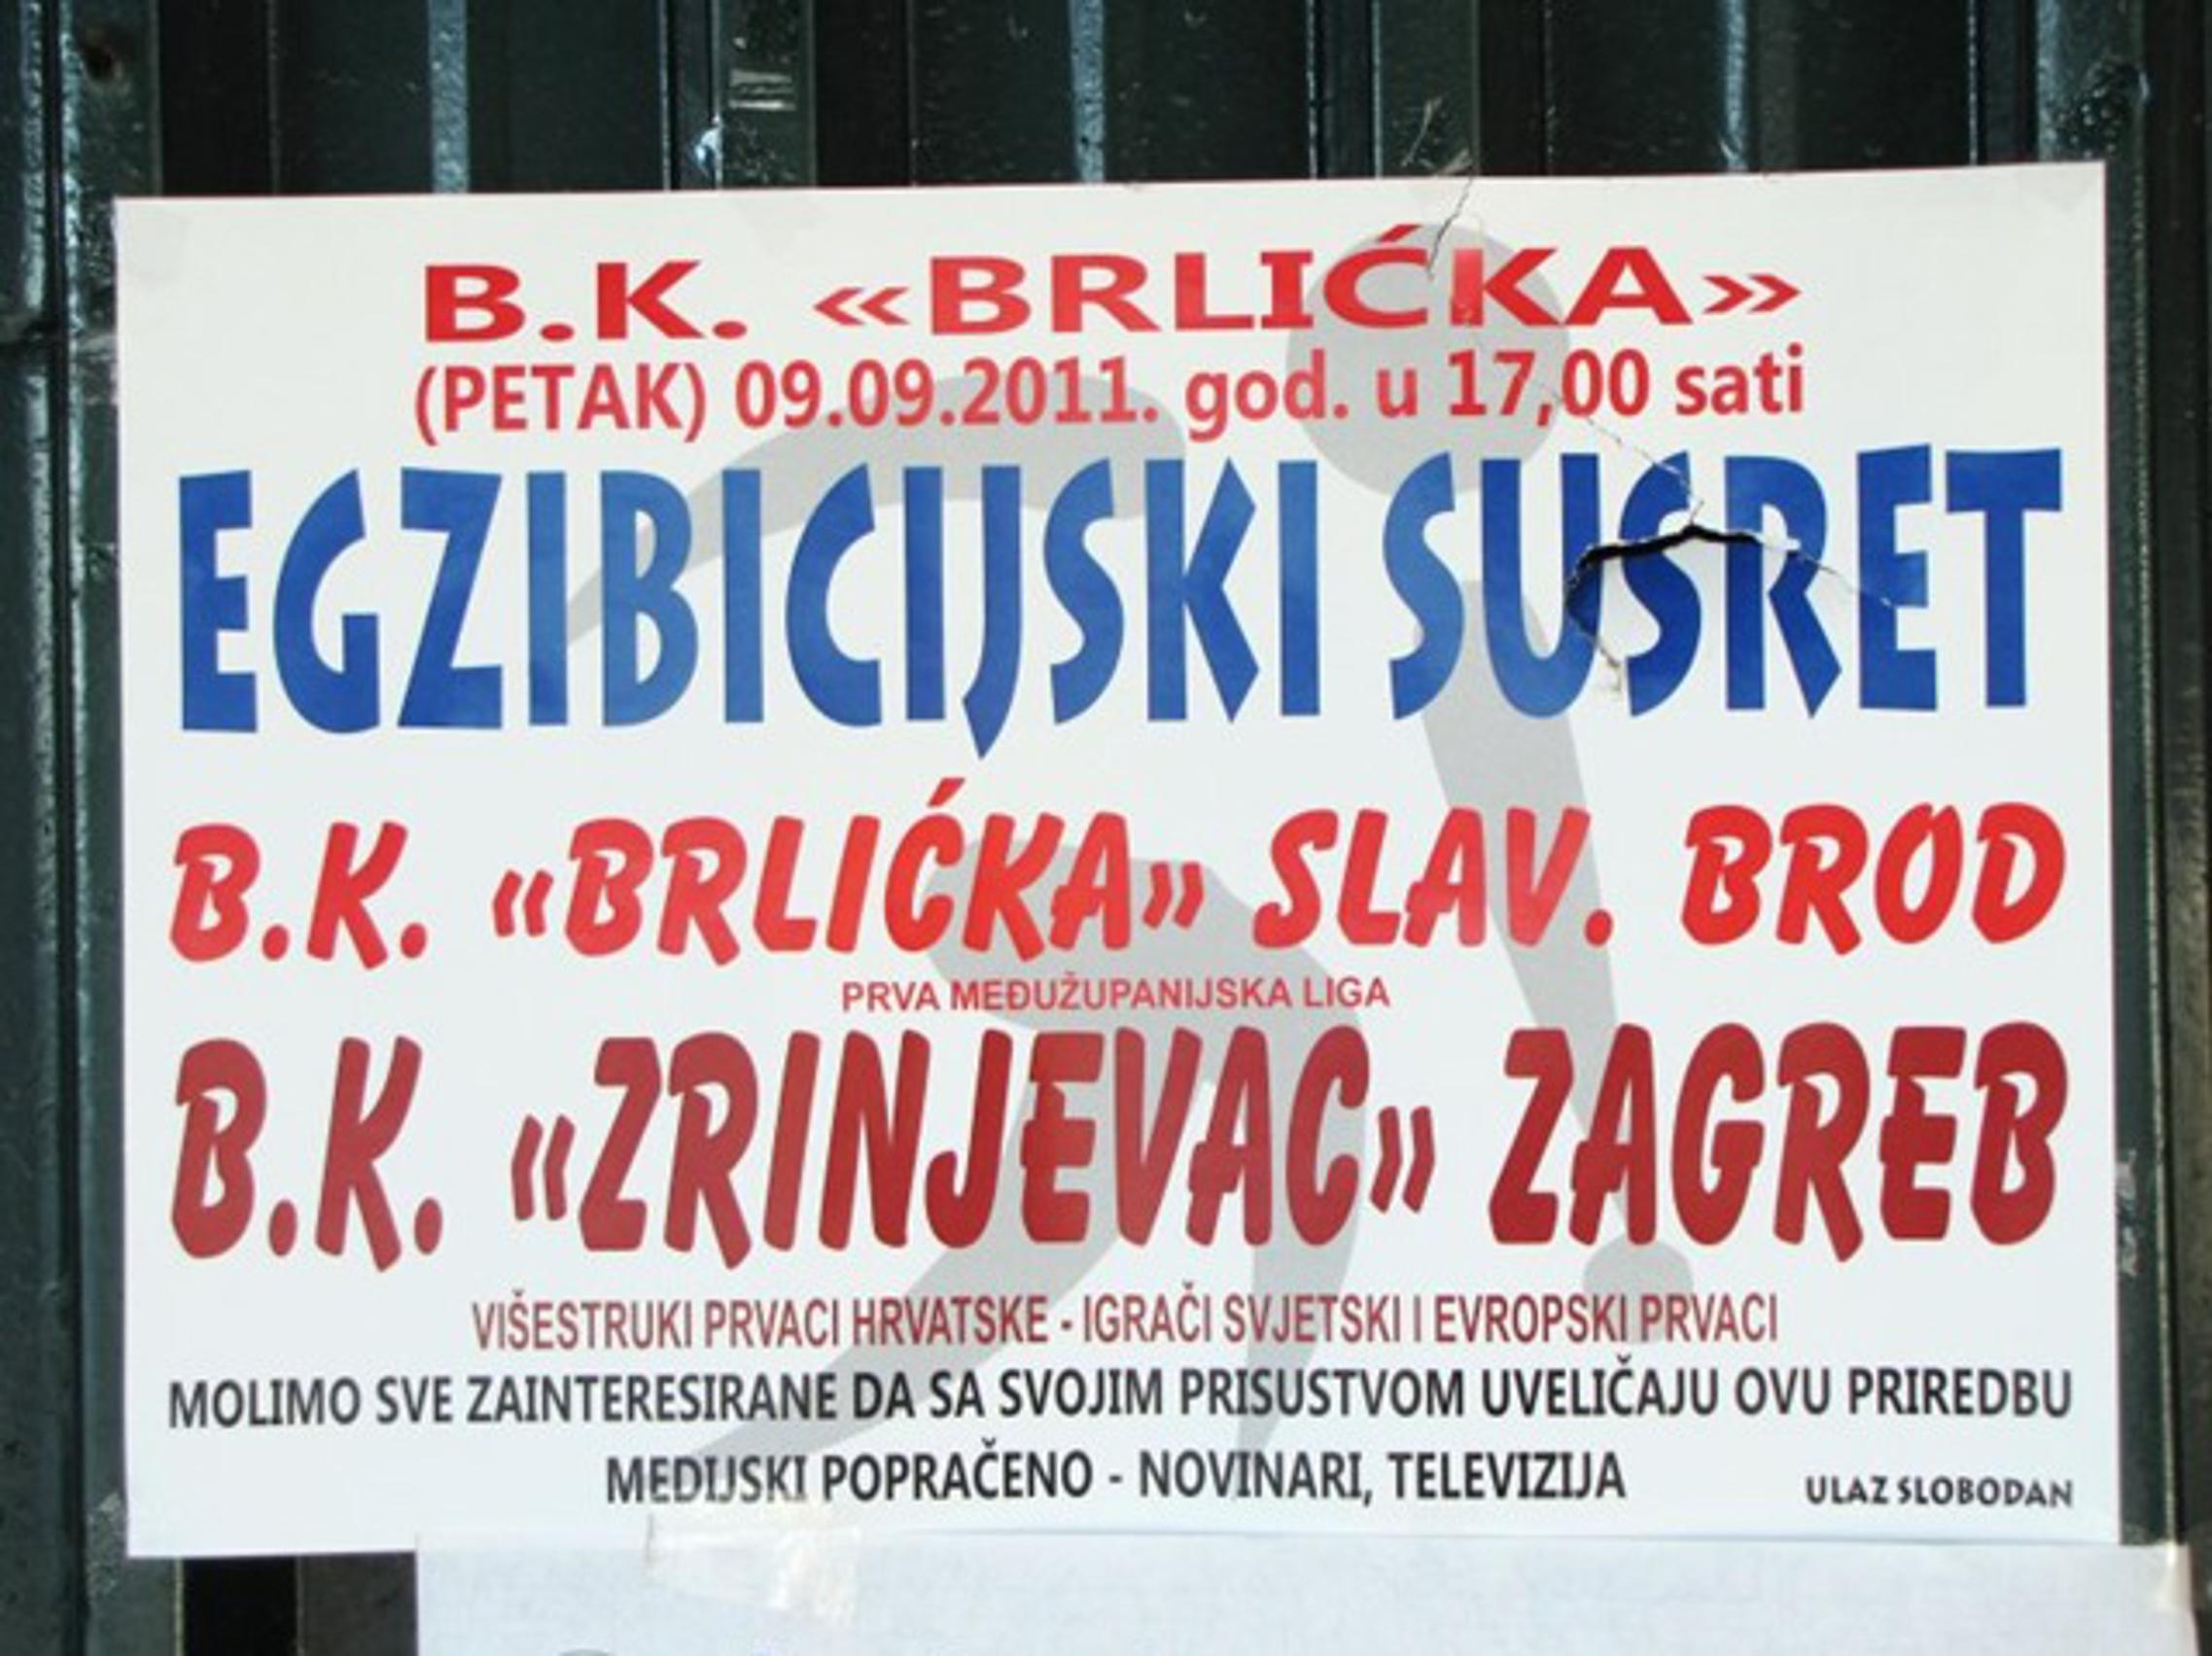 B.K. «BRLIĆKA»
(PETAK) 09.09.2011. god. u 17,00 sati
EGZIBICIJSKI SUSRET
B.K. «BRLIĆKA» SLAV. BROD
PRVA MEĐUŽUPANIJSKA LIGA
B.K. «ZRINJEVAC» ZAGREB
VIŠESTRUKI PRVACI HRVATSKE - IGRAČI SVJETSKI I EVROPSKI PRVACI
MOLIMO SVE ZAINTERESIRANE DA SA SVOJIM PRISUSTVOM UVELIČAJU OVU PRIREDBU
MEDIJSKI POPRAČENO - NOVINARI, TELEVIZIJA
ULAZ SLOBODAN